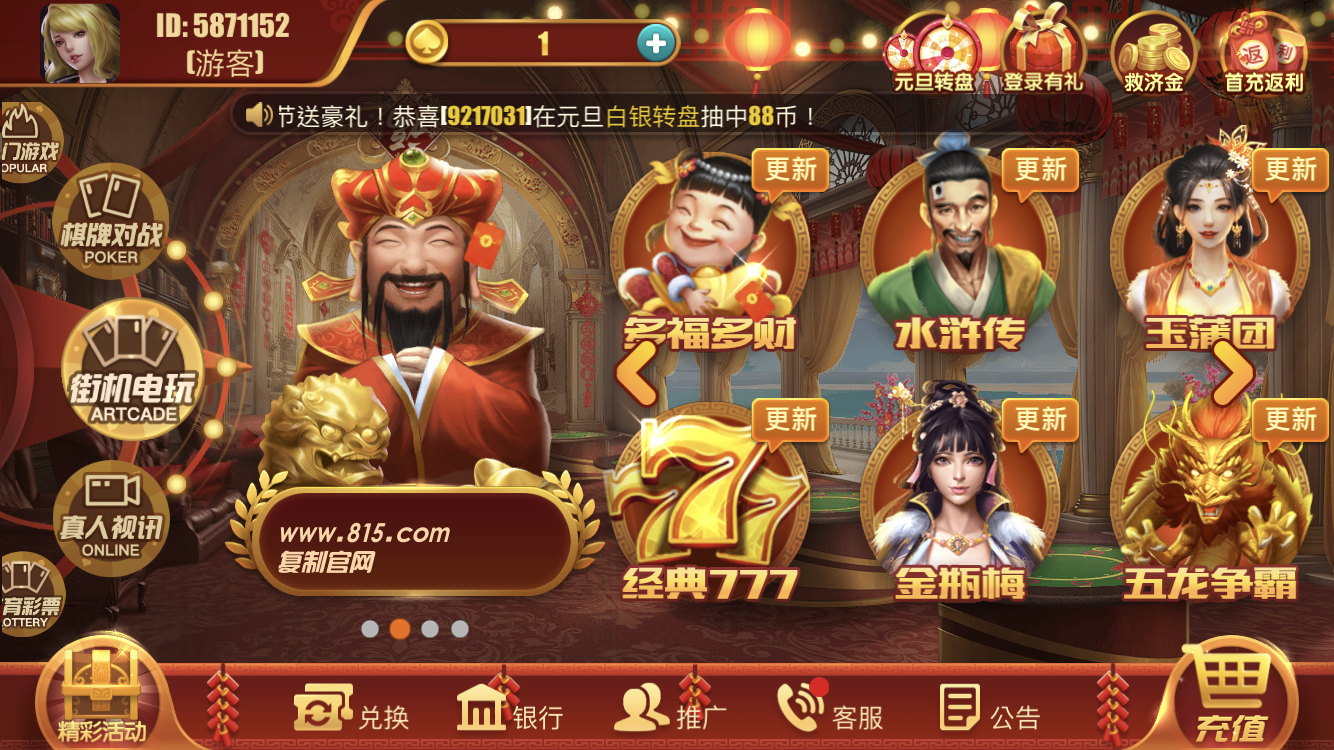 ID: 5871152
(游客)
1
元旦转盘
登录有礼
救济金
返利
首充返利
节送豪礼！恭喜[9217031]在元旦白银转盘抽中88币！
门游戏
OPULAR
棋牌对战
POKER
街机电玩
ARTCADE
真人视讯
ONLINE
育彩票
OTTERY
www.815.com
复制官网
更新
多福多财
更新
水浒传
更新
玉蒲团
更新
经典777
更新
金瓶梅
更新
五龙争霸
精彩活动
兑换
银行
推广
客服
公告
充值